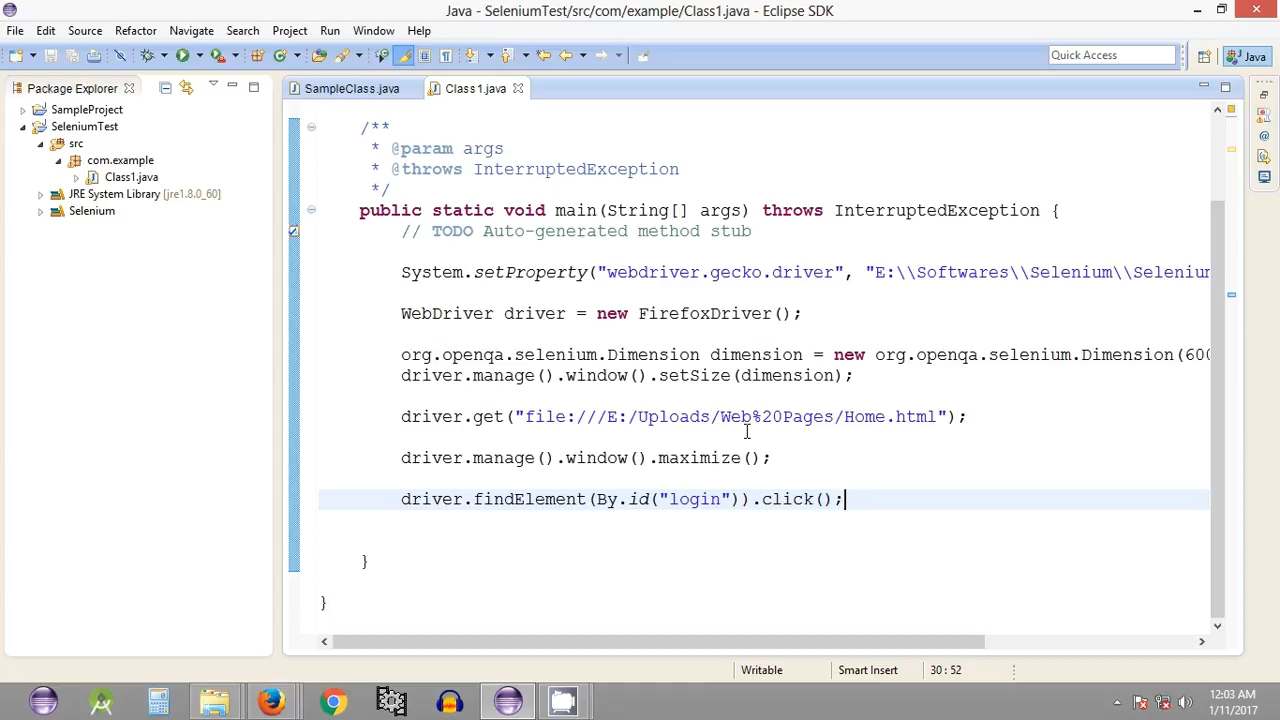 Java - SeleniumTest/src/com/example/Class1.java - Eclipse SDK
File Edit Source Refactor Navigate Search Project Run Window Help
Quick Access
Java
Package Explorer
SampleClass.java
Class1.java
SampleProject
SeleniumTest
src
com.example
Class1.java
JRE System Library [jre1.8.0_60]
Selenium
/**
* @param args
* @throws InterruptedException
*/
public static void main(String[] args) throws InterruptedException {
// TODO Auto-generated method stub
System.setProperty("webdriver.gecko.driver", "E:\\Softwares\\Selenium\\Selenium
WebDriver driver = new FirefoxDriver();
org.openqa.selenium.Dimension dimension = new org.openqa.selenium.Dimension(600
driver.manage().window().setSize(dimension);
driver.get("file:///E:/Uploads/Web%20Pages/Home.html");
driver.manage().window().maximize();
driver.findElement(By.id("login")).click();
}
}
Writable
Smart Insert
30 : 52
12:03 AM
1/11/2017